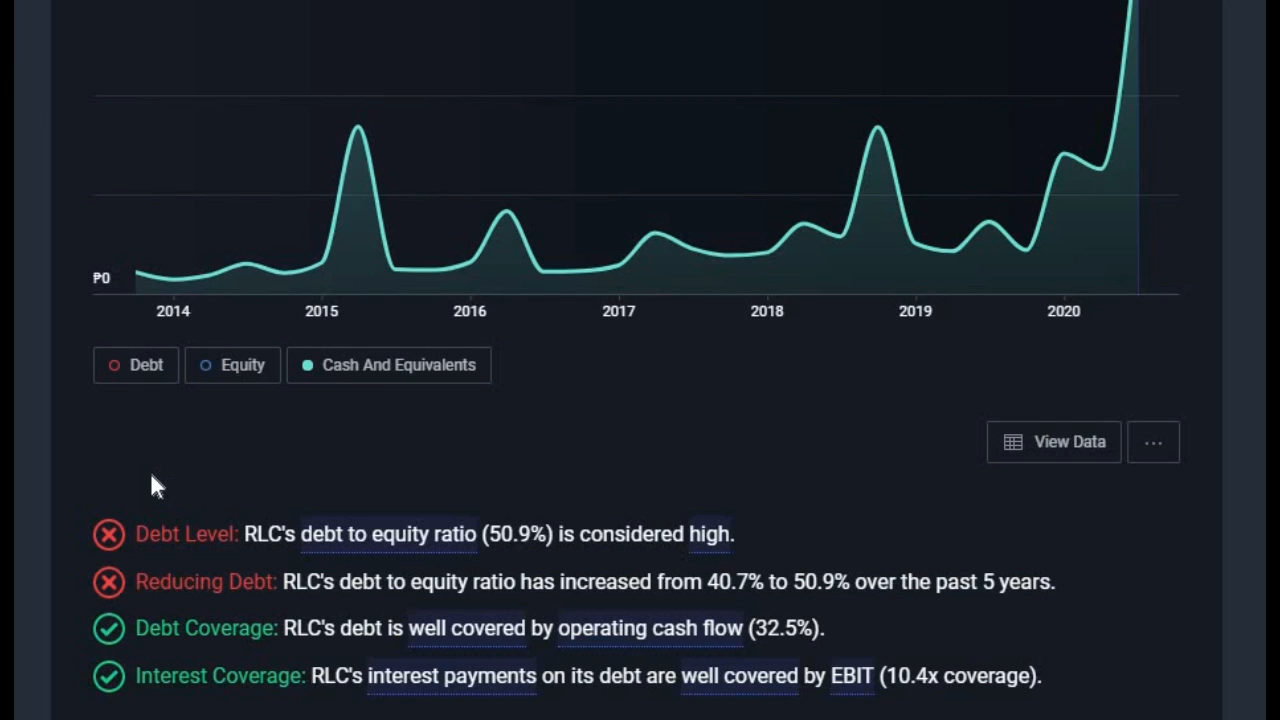 ₱0
2014 2015 2016 2017 2018 2019 2020
Debt Equity Cash And Equivalents
View Data ...
Debt Level: RLC's debt to equity ratio (50.9%) is considered high.
Reducing Debt: RLC's debt to equity ratio has increased from 40.7% to 50.9% over the past 5 years.
Debt Coverage: RLC's debt is well covered by operating cash flow (32.5%).
Interest Coverage: RLC's interest payments on its debt are well covered by EBIT (10.4x coverage).